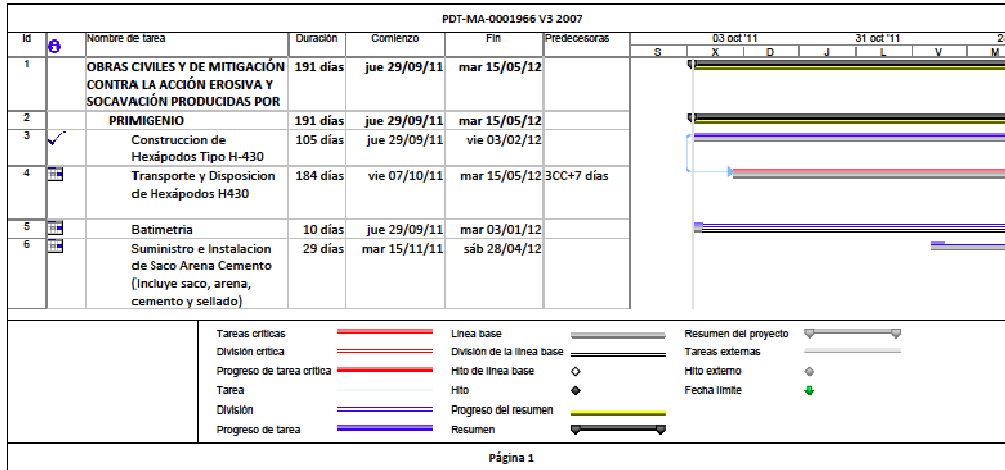 PDT-MA-0001966 V3 2007
Id Nombre de tarea Duración Comienzo Fin Predecesoras 03 oct '11 31 oct '11 2
S X D J L V M
1 OBRAS CIVILES Y DE MITIGACIÓN 191 días jue 29/09/11 mar 15/05/12
CONTRA LA ACCIÓN EROSIVA Y
SOCAVACIÓN PRODUCIDAS POR
2 PRIMIGENIO 191 días jue 29/09/11 mar 15/05/12
3 Construccion de 105 días jue 29/09/11 vie 03/02/12
Hexápodos Tipo H-430
4 Transporte y Disposicion 184 días vie 07/10/11 mar 15/05/12 3CC+7 días
de Hexápodos H430
5 Batimetria 10 días jue 29/09/11 mar 03/01/12
6 Suministro e Instalacion 29 días mar 15/11/11 sáb 28/04/12
de Saco Arena Cemento
(Incluye saco, arena,
cemento y sellado)
Tareas críticas Línea base Resumen del proyecto
División crítica División de la línea base Tareas externas
Progreso de tarea crítica Hito de línea base Hito externo
Tarea Hito Fecha límite
División Progreso del resumen
Progreso de tarea Resumen
Página 1